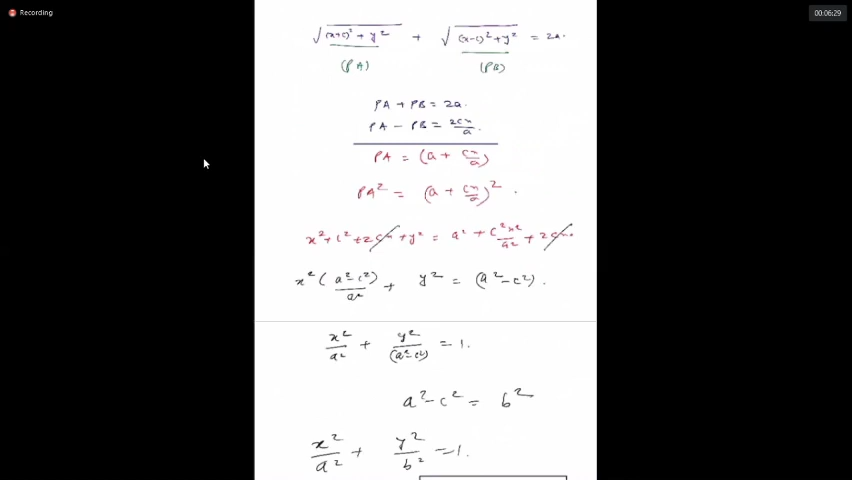 Recording
00:06:29
√(x+c)² + y² + √(x-c)² + y² = 2a.
(PA) (PB)
PA + PB = 2a.
PA - PB = 2cx/a.
PA = (a + cx/a)
PA² = (a + cx/a)².
x² + c² + 2cx + y² = a² + c²x²/a² + 2cx.
x² (a²-c²)/a² + y² = (a²-c²).
x²/a² + y²/(a²-c²) = 1.
a²-c² = b²
x²/a² + y²/b² = 1.